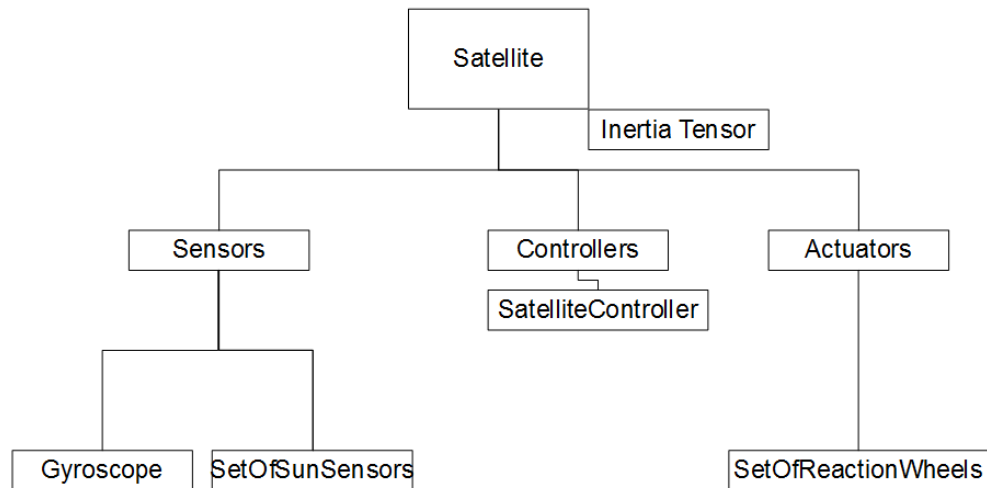 Satellite
Inertia Tensor
Sensors
Controllers
Actuators
SatelliteController
Gyroscope
SetOfSunSensors
SetOfReactionWheels